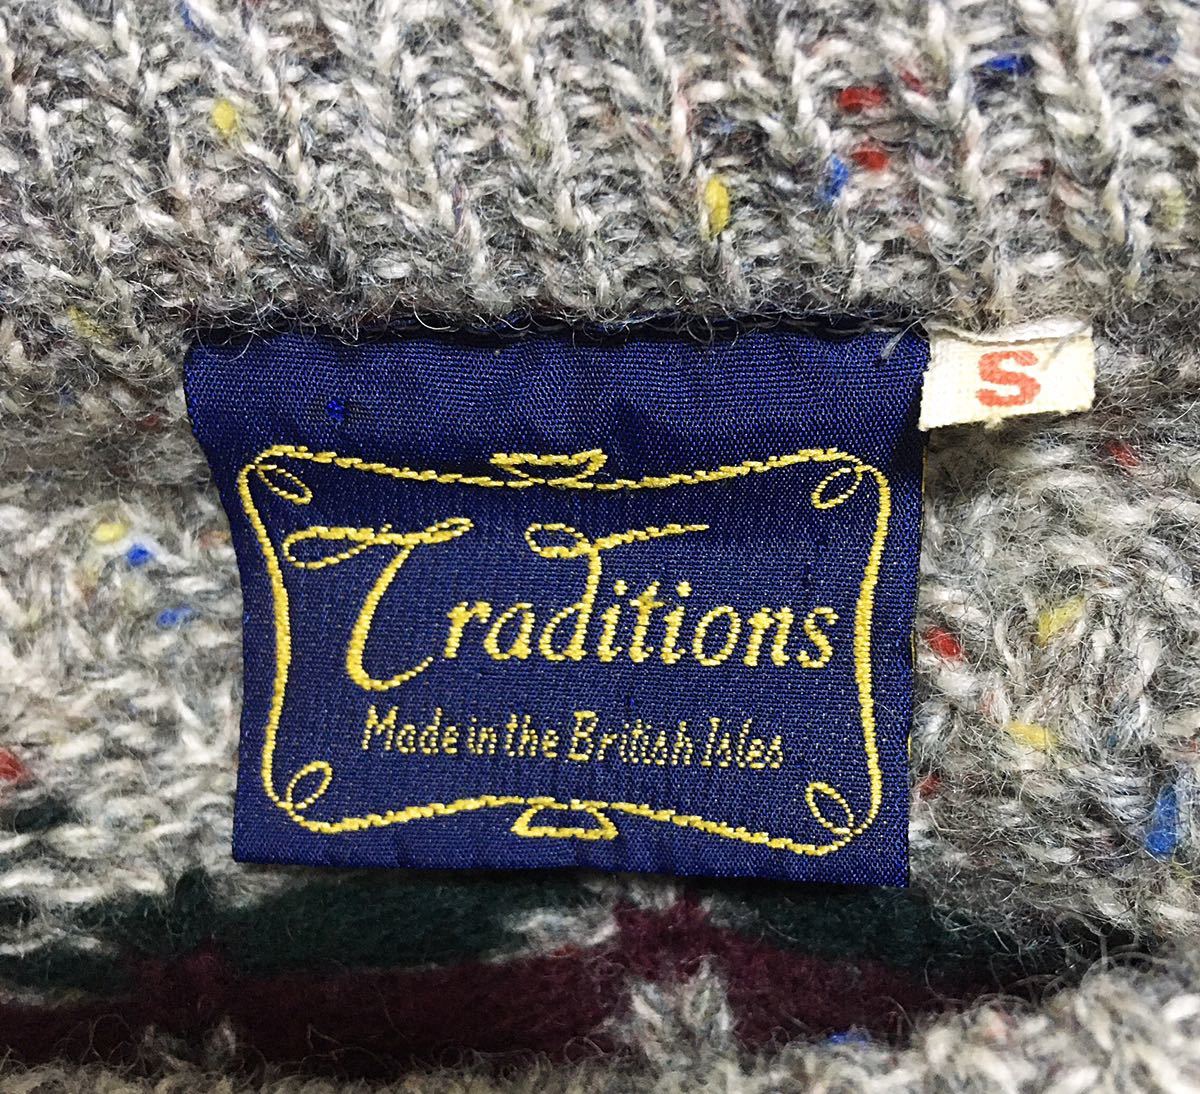 S
Traditions
Made in the British Isles